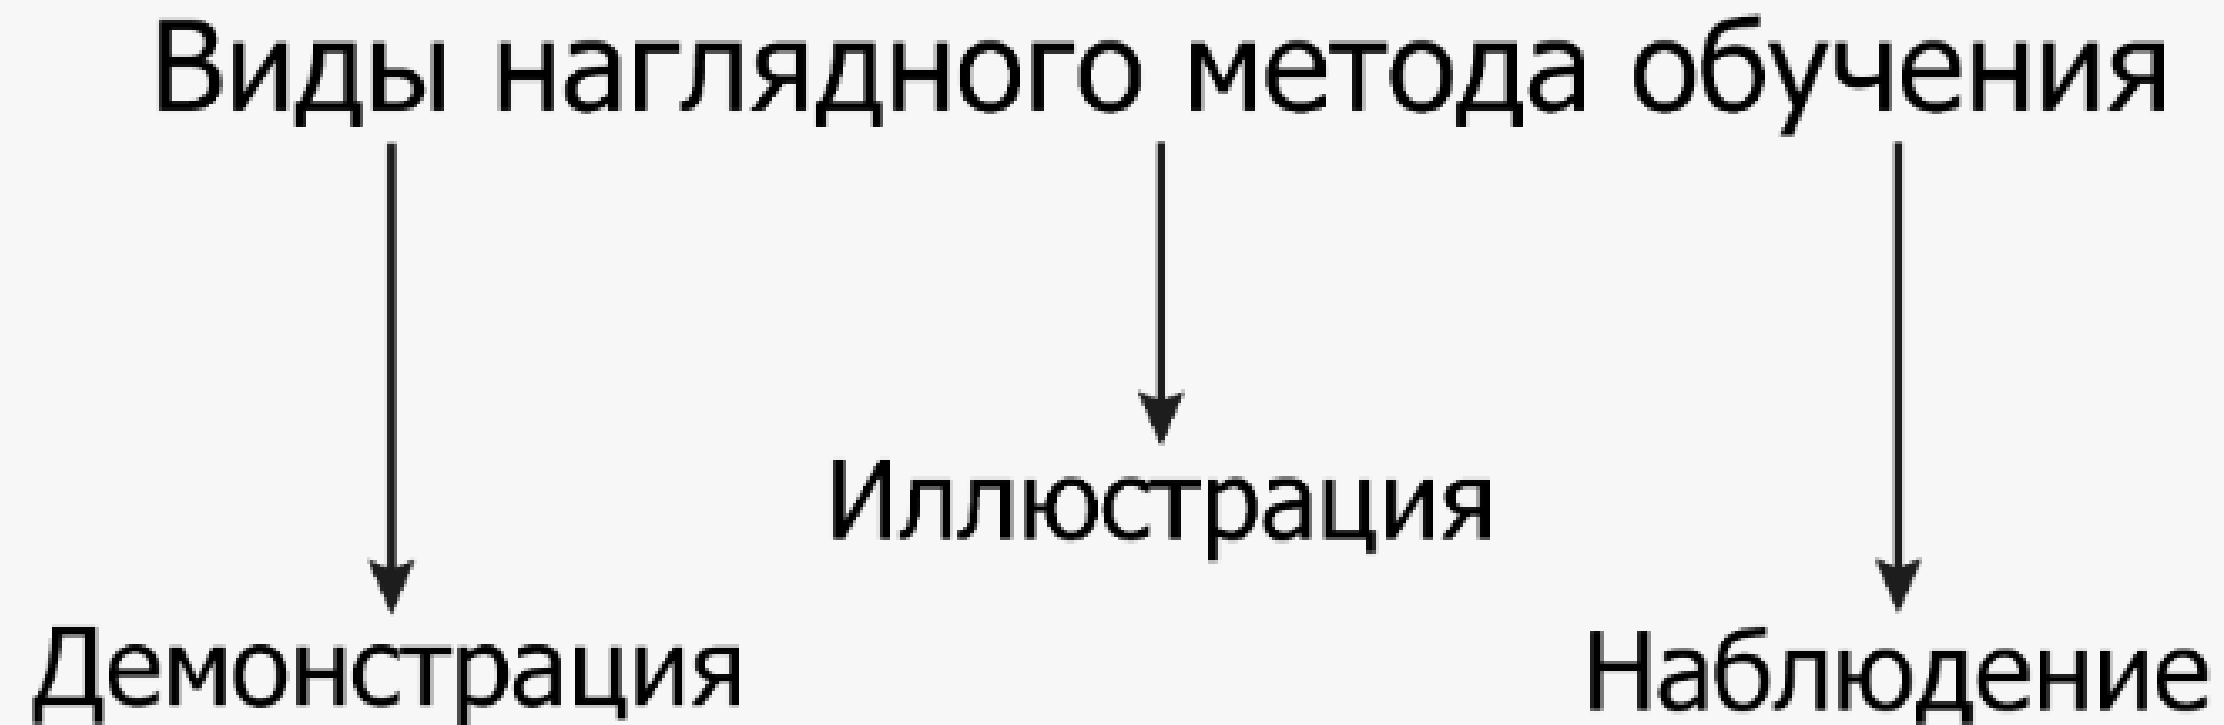 Виды наглядного метода обучения
Иллюстрация
Демонстрация
Наблюдение